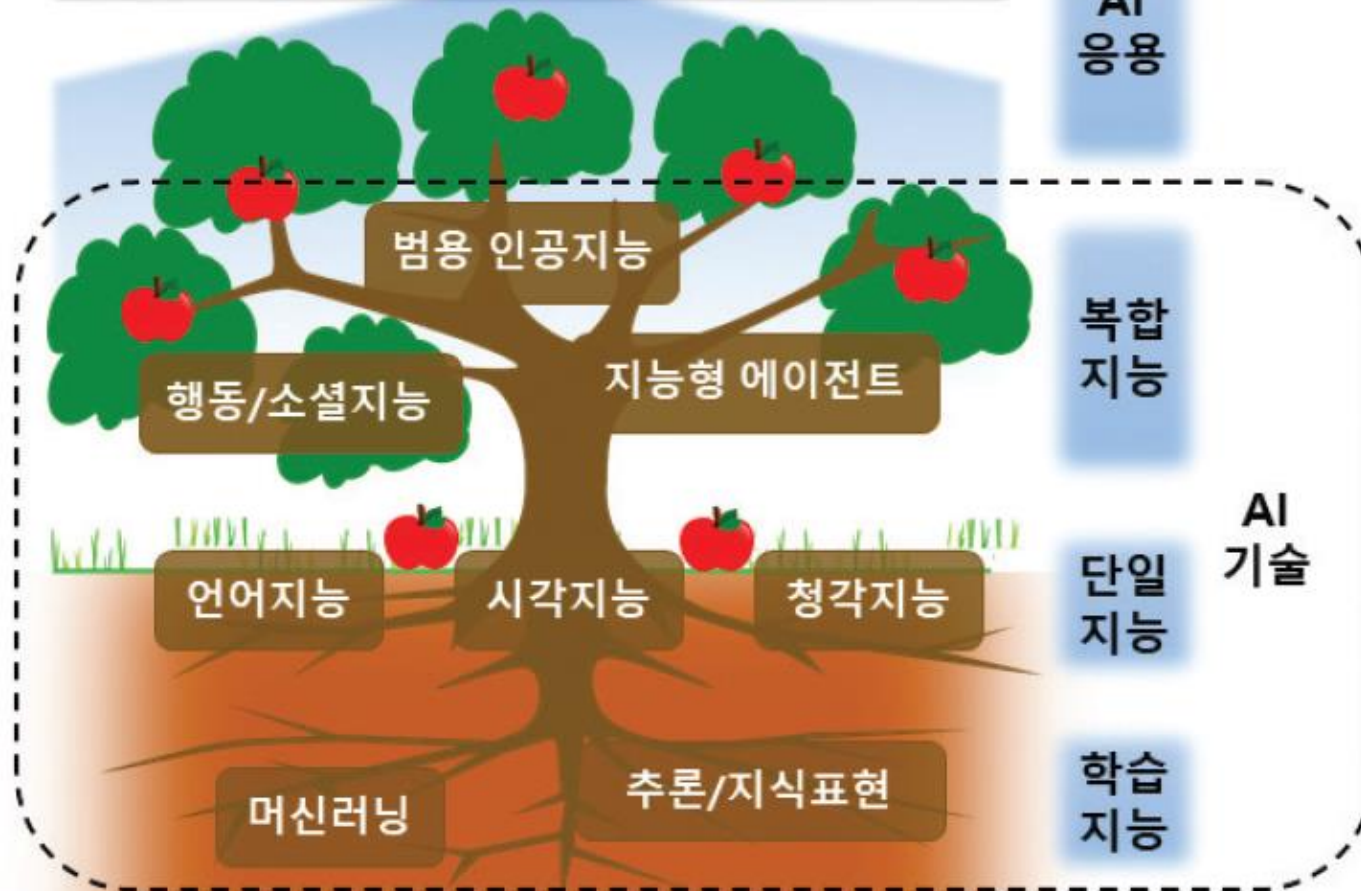 AI
응용
범용 인공지능
행동/소셜지능
지능형 에이전트
복합
지능
언어지능
시각지능
청각지능
단일
지능
AI
기술
머신러닝
추론/지식표현
학습
지능